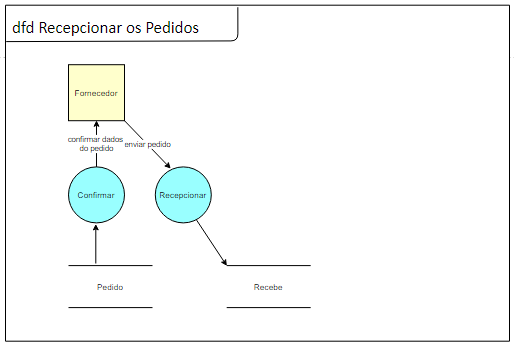 dfd Recepcionar os Pedidos
Fornecedor
confirmar dados
do pedido
enviar pedido
Confirmar
Recepcionar
Pedido
Recebe